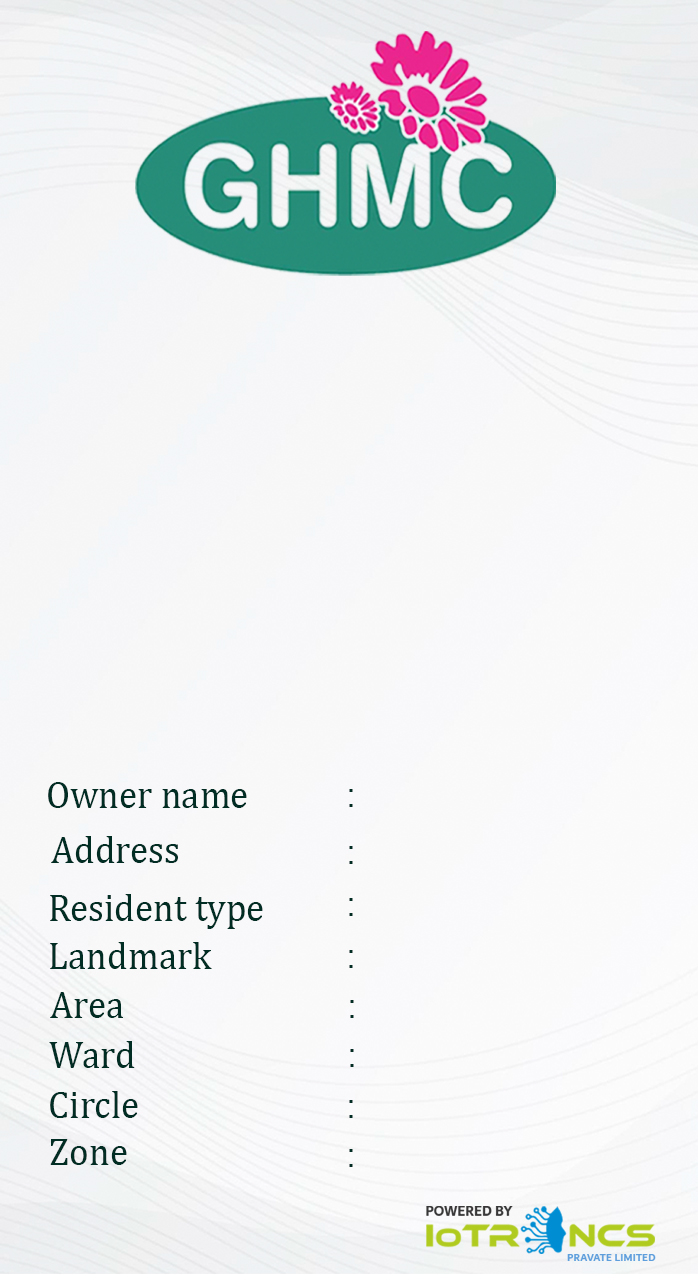 GHMC
Owner name :
Address :
Resident type :
Landmark :
Area :
Ward :
Circle :
Zone :
POWERED BY
IoTRONCS
PRAVATE LIMITED